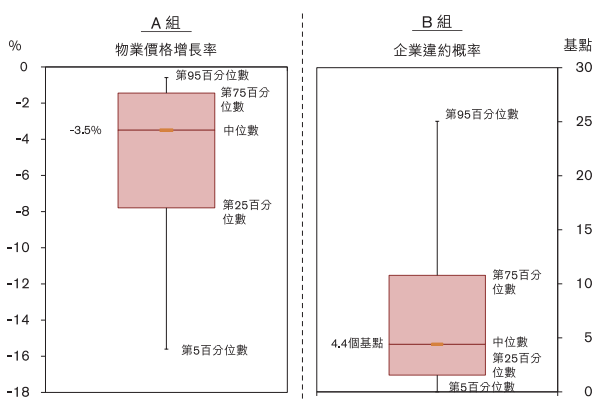 A 組
物業價格增長率
%
0
-2
-4
-6
-8
-10
-12
-14
-16
-18
第95百分位數
第75百分
位數
-3.5%
中位數
第25百分
位數
第5百分位數
B 組
企業違約概率
基點
30
25
20
15
10
5
0
第95百分位數
第75百分
位數
4.4個基點
中位數
第25百分
位數
第5百分位數